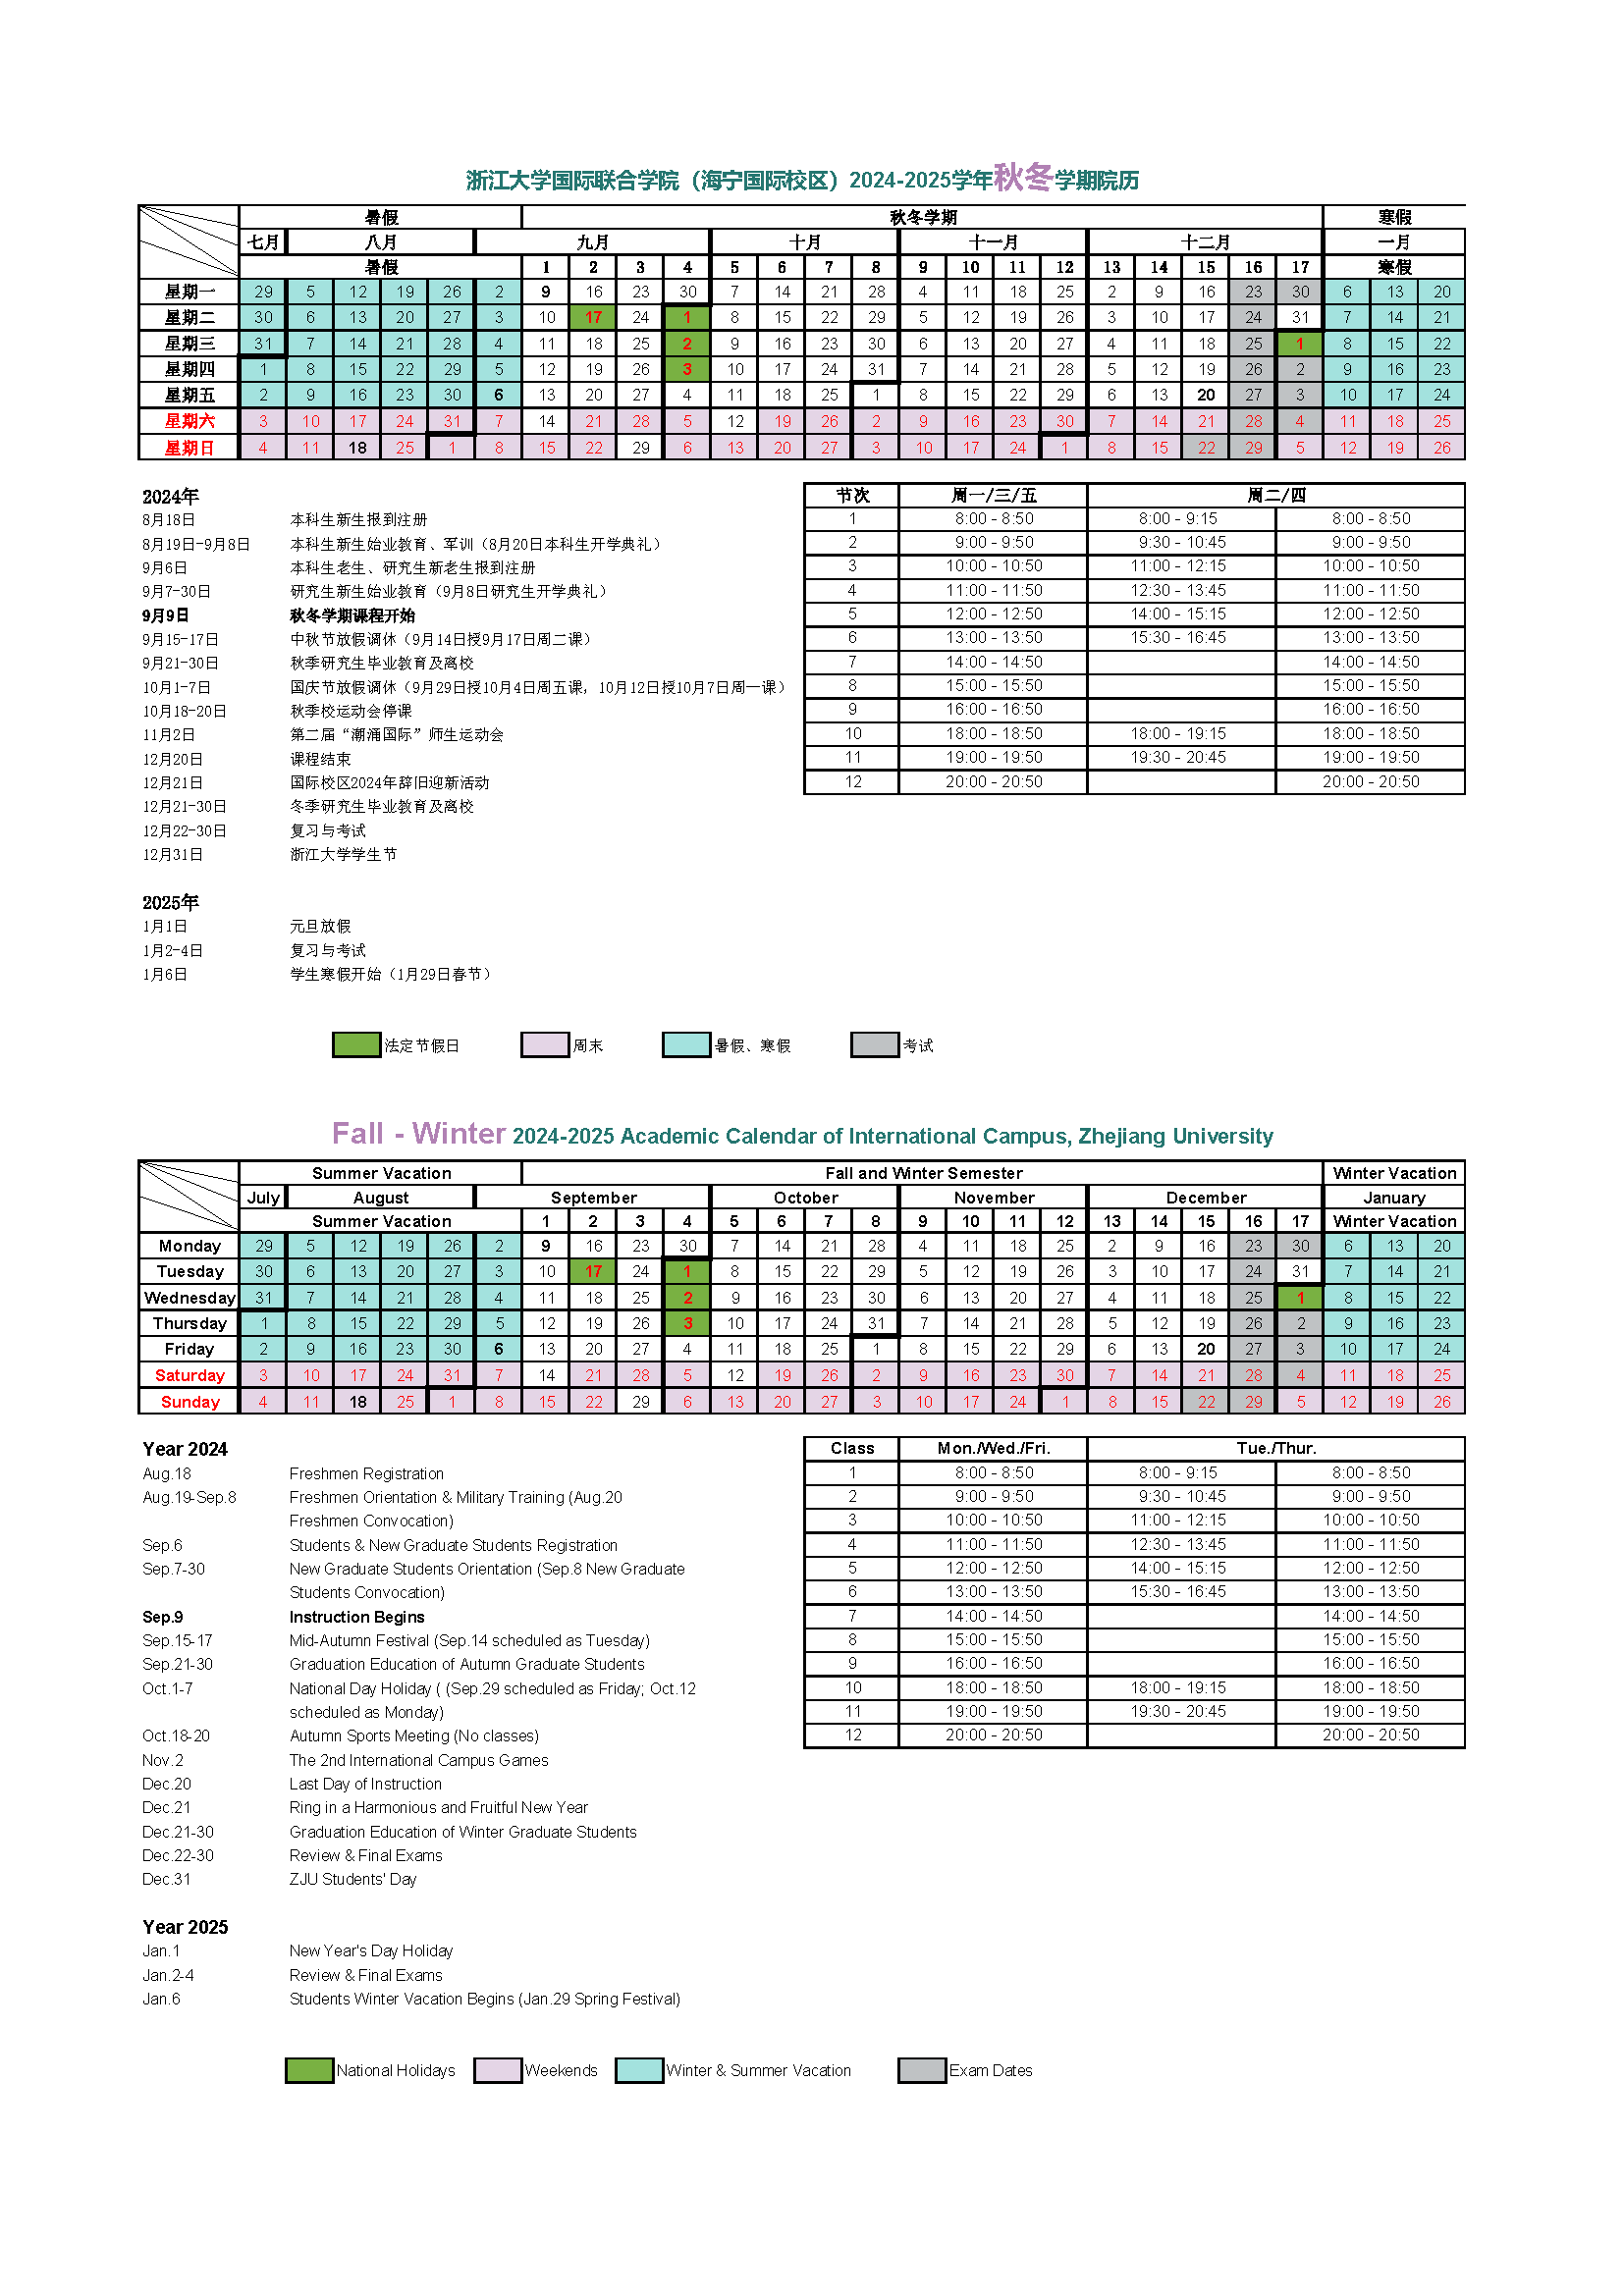 浙江大学国际联合学院（海宁国际校区）2024-2025学年秋冬学期院历
暑假 秋冬学期 寒假
七月 八月 九月 十月 十一月 十二月 一月
暑假 1 2 3 4 5 6 7 8 9 10 11 12 13 14 15 16 17 寒假
星期一 29 5 12 19 26 2 9 16 23 30 7 14 21 28 4 11 18 25 2 9 16 23 30 6 13 20
星期二 30 6 13 20 27 3 10 17 24 1 8 15 22 29 5 12 19 26 3 10 17 24 31 7 14 21
星期三 31 7 14 21 28 4 11 18 25 2 9 16 23 30 6 13 20 27 4 11 18 25 1 8 15 22
星期四 1 8 15 22 29 5 12 19 26 3 10 17 24 31 7 14 21 28 5 12 19 26 2 9 16 23
星期五 2 9 16 23 30 6 13 20 27 4 11 18 25 1 8 15 22 29 6 13 20 27 3 10 17 24
星期六 3 10 17 24 31 7 14 21 28 5 12 19 26 2 9 16 23 30 7 14 21 28 4 11 18 25
星期日 4 11 18 25 1 8 15 22 29 6 13 20 27 3 10 17 24 1 8 15 22 29 5 12 19 26
2024年
8月18日 本科生新生报到注册
8月19日-9月8日 本科生新生始业教育、军训（8月20日本科生开学典礼）
9月6日 本科生老生、研究生新老生报到注册
9月7-30日 研究生新生始业教育（9月8日研究生开学典礼）
9月9日 秋冬学期课程开始
9月15-17日 中秋节放假调休（9月14日授9月17日周二课）
9月21-30日 秋季研究生毕业教育及离校
10月1-7日 国庆节放假调休（9月29日授10月4日周五课，10月12日授10月7日周一课）
10月18-20日 秋季校运动会停课
11月2日 第二届“潮涌国际”师生运动会
12月20日 课程结束
12月21日 国际校区2024年辞旧迎新活动
12月21-30日 冬季研究生毕业教育及离校
12月22-30日 复习与考试
12月31日 浙江大学学生节
2025年
1月1日 元旦放假
1月2-4日 复习与考试
1月6日 学生寒假开始（1月29日春节）
节次 周一/三/五 周二/四
1 8:00 - 8:50 8:00 - 9:15 8:00 - 8:50
2 9:00 - 9:50 9:30 - 10:45 9:00 - 9:50
3 10:00 - 10:50 11:00 - 12:15 10:00 - 10:50
4 11:00 - 11:50 12:30 - 13:45 11:00 - 11:50
5 12:00 - 12:50 14:00 - 15:15 12:00 - 12:50
6 13:00 - 13:50 15:30 - 16:45 13:00 - 13:50
7 14:00 - 14:50 14:00 - 14:50
8 15:00 - 15:50 15:00 - 15:50
9 16:00 - 16:50 16:00 - 16:50
10 18:00 - 18:50 18:00 - 19:15 18:00 - 18:50
11 19:00 - 19:50 19:30 - 20:45 19:00 - 19:50
12 20:00 - 20:50 20:00 - 20:50
法定节假日 周末 暑假、寒假 考试
Fall - Winter 2024-2025 Academic Calendar of International Campus, Zhejiang University
Summer Vacation Fall and Winter Semester Winter Vacation
July August September October November December January
Summer Vacation 1 2 3 4 5 6 7 8 9 10 11 12 13 14 15 16 17 Winter Vacation
Monday 29 5 12 19 26 2 9 16 23 30 7 14 21 28 4 11 18 25 2 9 16 23 30 6 13 20
Tuesday 30 6 13 20 27 3 10 17 24 1 8 15 22 29 5 12 19 26 3 10 17 24 31 7 14 21
Wednesday 31 7 14 21 28 4 11 18 25 2 9 16 23 30 6 13 20 27 4 11 18 25 1 8 15 22
Thursday 1 8 15 22 29 5 12 19 26 3 10 17 24 31 7 14 21 28 5 12 19 26 2 9 16 23
Friday 2 9 16 23 30 6 13 20 27 4 11 18 25 1 8 15 22 29 6 13 20 27 3 10 17 24
Saturday 3 10 17 24 31 7 14 21 28 5 12 19 26 2 9 16 23 30 7 14 21 28 4 11 18 25
Sunday 4 11 18 25 1 8 15 22 29 6 13 20 27 3 10 17 24 1 8 15 22 29 5 12 19 26
Year 2024
Aug.18 Freshmen Registration
Aug.19-Sep.8 Freshmen Orientation & Military Training (Aug.20
Freshmen Convocation)
Sep.6 Students & New Graduate Students Registration
Sep.7-30 New Graduate Students Orientation (Sep.8 New Graduate
Students Convocation)
Sep.9 Instruction Begins
Sep.15-17 Mid-Autumn Festival (Sep.14 scheduled as Tuesday)
Sep.21-30 Graduation Education of Autumn Graduate Students
Oct.1-7 National Day Holiday ( (Sep.29 scheduled as Friday; Oct.12
scheduled as Monday)
Oct.18-20 Autumn Sports Meeting (No classes)
Nov.2 The 2nd International Campus Games
Dec.20 Last Day of Instruction
Dec.21 Ring in a Harmonious and Fruitful New Year
Dec.21-30 Graduation Education of Winter Graduate Students
Dec.22-30 Review & Final Exams
Dec.31 ZJU Students' Day
Year 2025
Jan.1 New Year's Day Holiday
Jan.2-4 Review & Final Exams
Jan.6 Students Winter Vacation Begins (Jan.29 Spring Festival)
Class Mon./Wed./Fri. Tue./Thur.
1 8:00 - 8:50 8:00 - 9:15 8:00 - 8:50
2 9:00 - 9:50 9:30 - 10:45 9:00 - 9:50
3 10:00 - 10:50 11:00 - 12:15 10:00 - 10:50
4 11:00 - 11:50 12:30 - 13:45 11:00 - 11:50
5 12:00 - 12:50 14:00 - 15:15 12:00 - 12:50
6 13:00 - 13:50 15:30 - 16:45 13:00 - 13:50
7 14:00 - 14:50 14:00 - 14:50
8 15:00 - 15:50 15:00 - 15:50
9 16:00 - 16:50 16:00 - 16:50
10 18:00 - 18:50 18:00 - 19:15 18:00 - 18:50
11 19:00 - 19:50 19:30 - 20:45 19:00 - 19:50
12 20:00 - 20:50 20:00 - 20:50
National Holidays Weekends Winter & Summer Vacation Exam Dates